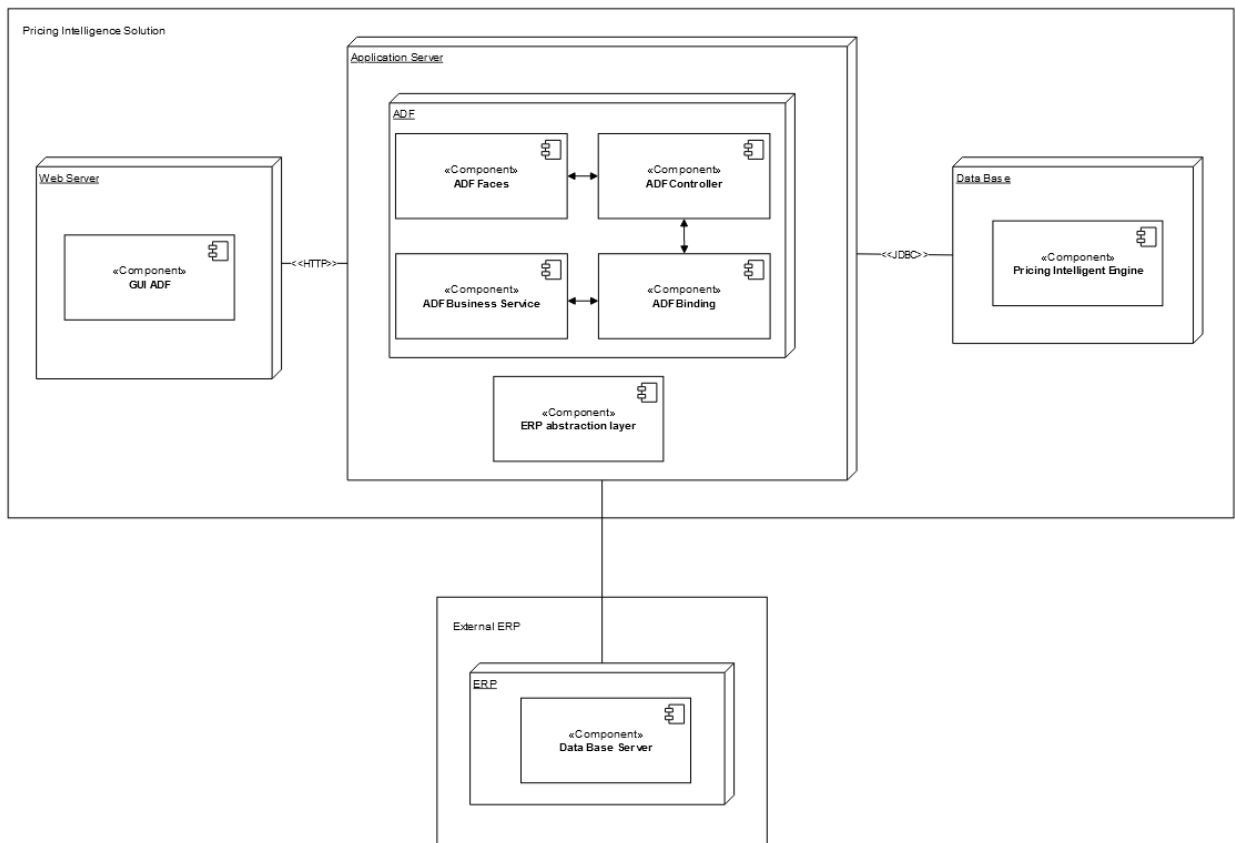 Pricing Intelligence Solution
Application Server
ADF
«Component»
ADF Faces
«Component»
ADF Controller
Web Server
«Component»
GUI ADF
<<HTTP>>
«Component»
ADF Business Service
«Component»
ADF Binding
<<JDBC>>
Data Base
«Component»
Pricing Intelligent Engine
«Component»
ERP abstraction layer
External ERP
ERP
«Component»
Data Base Server